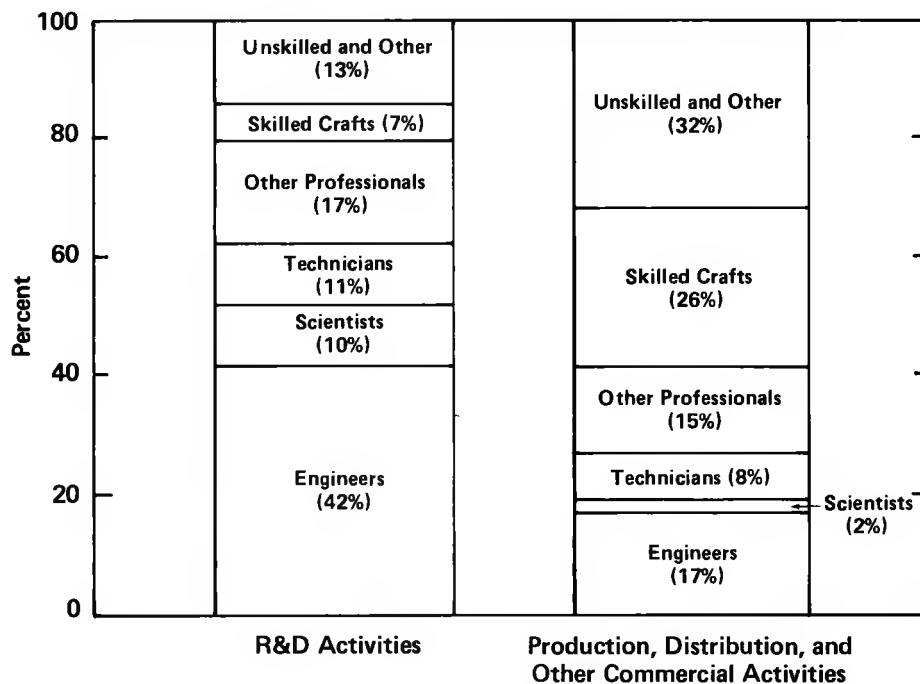 100
80
60
40
20
0
Percent
Unskilled and Other
(13%)
Skilled Crafts (7%)
Other Professionals
(17%)
Technicians
(11%)
Scientists
(10%)
Engineers
(42%)
R&D Activities
Unskilled and Other
(32%)
Skilled Crafts
(26%)
Other Professionals
(15%)
Technicians (8%)
Scientists
(2%)
Engineers
(17%)
Production, Distribution, and
Other Commercial Activities